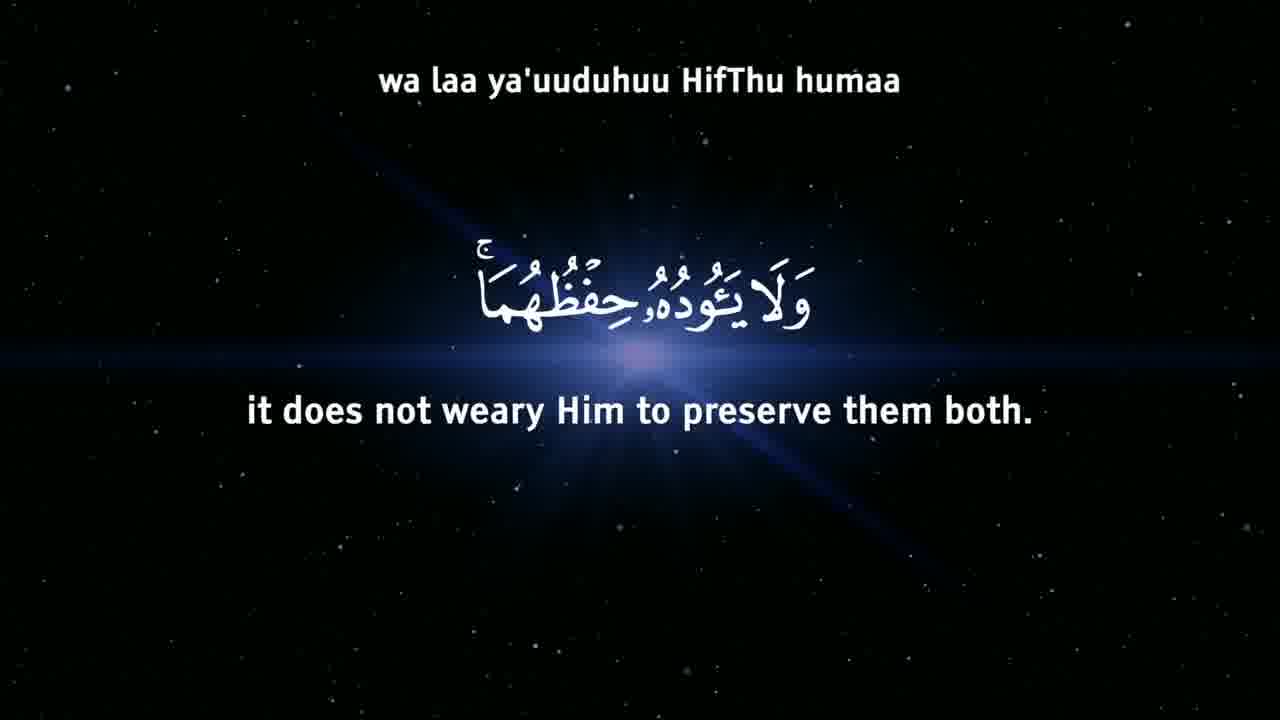 wa laa ya'uuduhuu HifThu humaa
وَلَا يَـُٔودُهُۥ حِفْظُهُمَا ۚ
it does not weary Him to preserve them both.